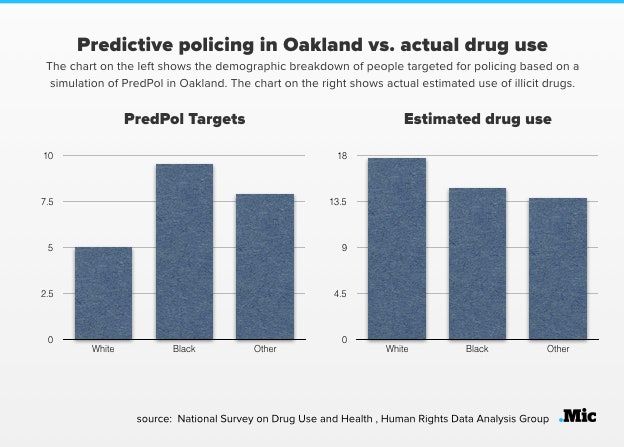 Predictive policing in Oakland vs. actual drug use
The chart on the left shows the demographic breakdown of people targeted for policing based on a
simulation of PredPol in Oakland. The chart on the right shows actual estimated use of illicit drugs.
PredPol Targets
10
7.5
5
2.5
0
White Black Other
Estimated drug use
18
13.5
9
4.5
0
White Black Other
source: National Survey on Drug Use and Health , Human Rights Data Analysis Group
.Mic